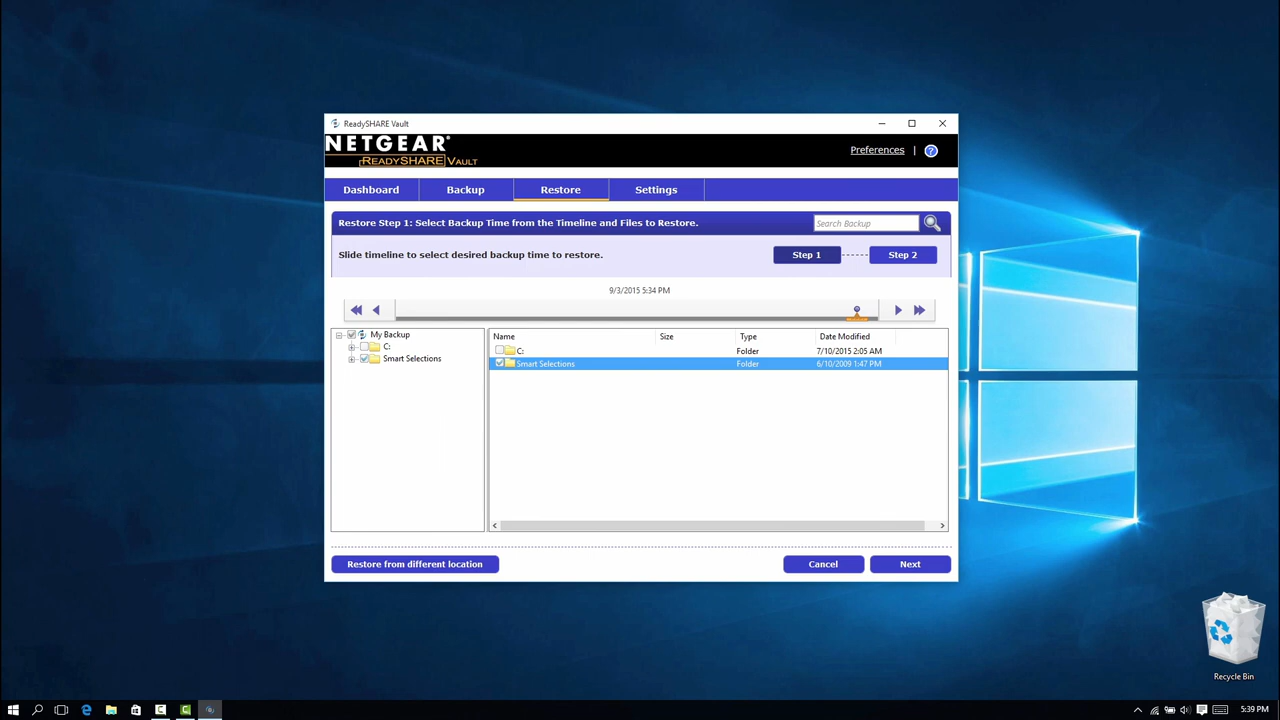 ReadySHARE Vault
NETGEAR®
READYSHARE VAULT
Preferences | ?
Dashboard Backup Restore Settings
Restore Step 1: Select Backup Time from the Timeline and Files to Restore. Search Backup
Slide timeline to select desired backup time to restore. Step 1 Step 2
9/3/2015 5:34 PM
My Backup
C:
Smart Selections
Name Size Type Date Modified
C: Folder 7/10/2015 2:05 AM
Smart Selections Folder 6/10/2009 1:47 PM
Restore from different location Cancel Next
Recycle Bin
5:39 PM